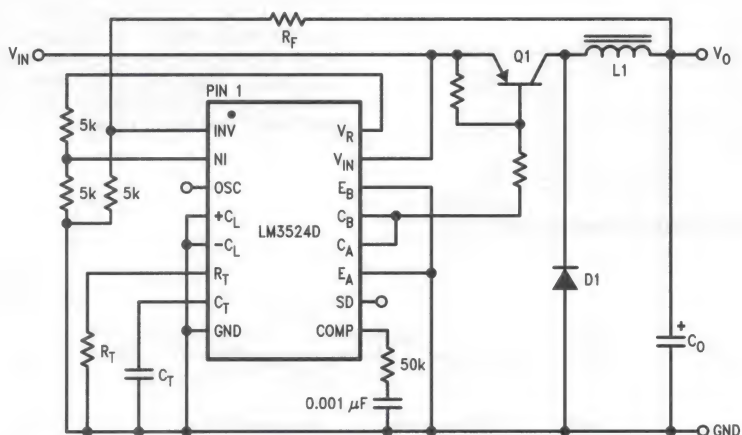 R_F
V_IN
Q1
V_O
L1
PIN 1
5k
INV
V_R
NI
V_IN
5k
5k
OSC
E_B
+C_L
C_B
LM3524D
-C_L
C_A
R_T
E_A
D1
C_T
SD
+
GND
COMP
C_O
R_T
C_T
50k
0.001 μF
GND